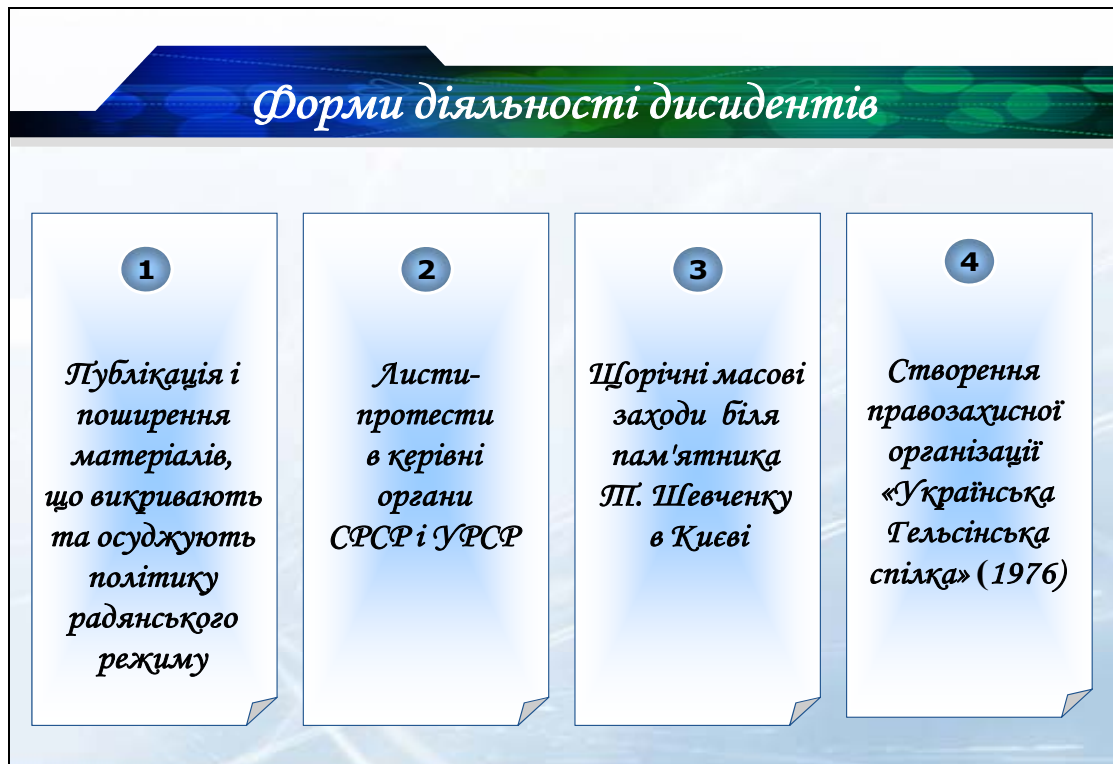 Форми діяльності дисидентів
1
Публікація і
поширення
матеріалів,
що викривають
та осуджують
політику
радянського
режиму
2
Листи-
протести
в керівні
органи
СРСР і УРСР
3
Щорічні масові
заходи біля
пам'ятника
Т. Шевченку
в Києві
4
Створення
правозахисної
організації
«Українська
Гельсінська
спілка» (1976)